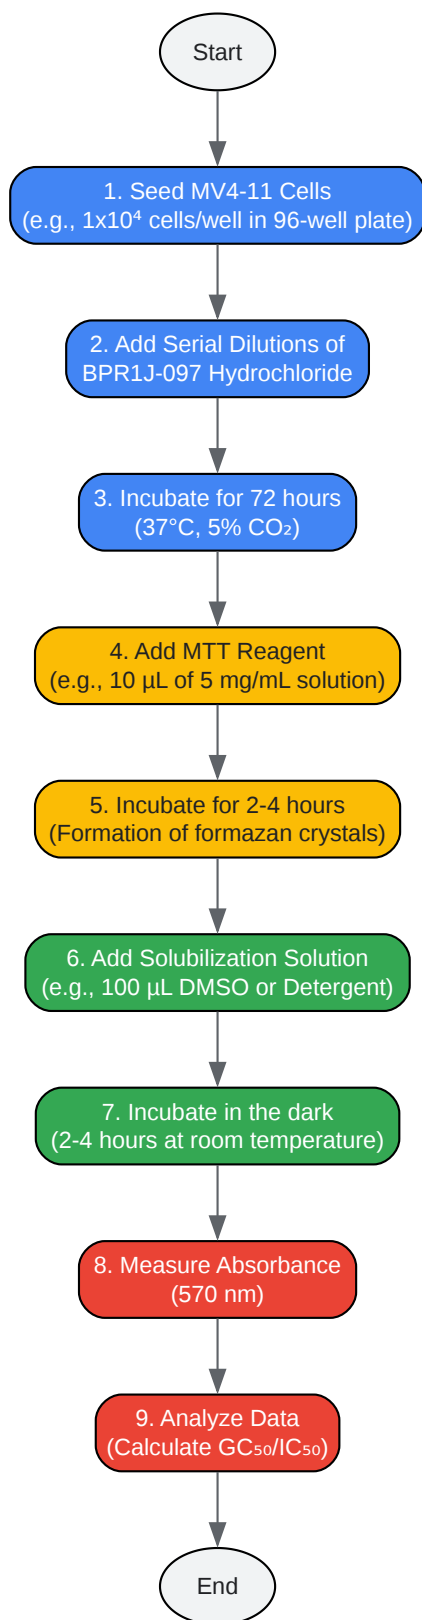 Start
1. Seed MV4-11 Cells
(e.g., 1x10⁴ cells/well in 96-well plate)
2. Add Serial Dilutions of
BPR1J-097 Hydrochloride
3. Incubate for 72 hours
(37°C, 5% CO₂)
4. Add MTT Reagent
(e.g., 10 µL of 5 mg/mL solution)
5. Incubate for 2-4 hours
(Formation of formazan crystals)
6. Add Solubilization Solution
(e.g., 100 µL DMSO or Detergent)
7. Incubate in the dark
(2-4 hours at room temperature)
8. Measure Absorbance
(570 nm)
9. Analyze Data
(Calculate GC₅₀/IC₅₀)
End